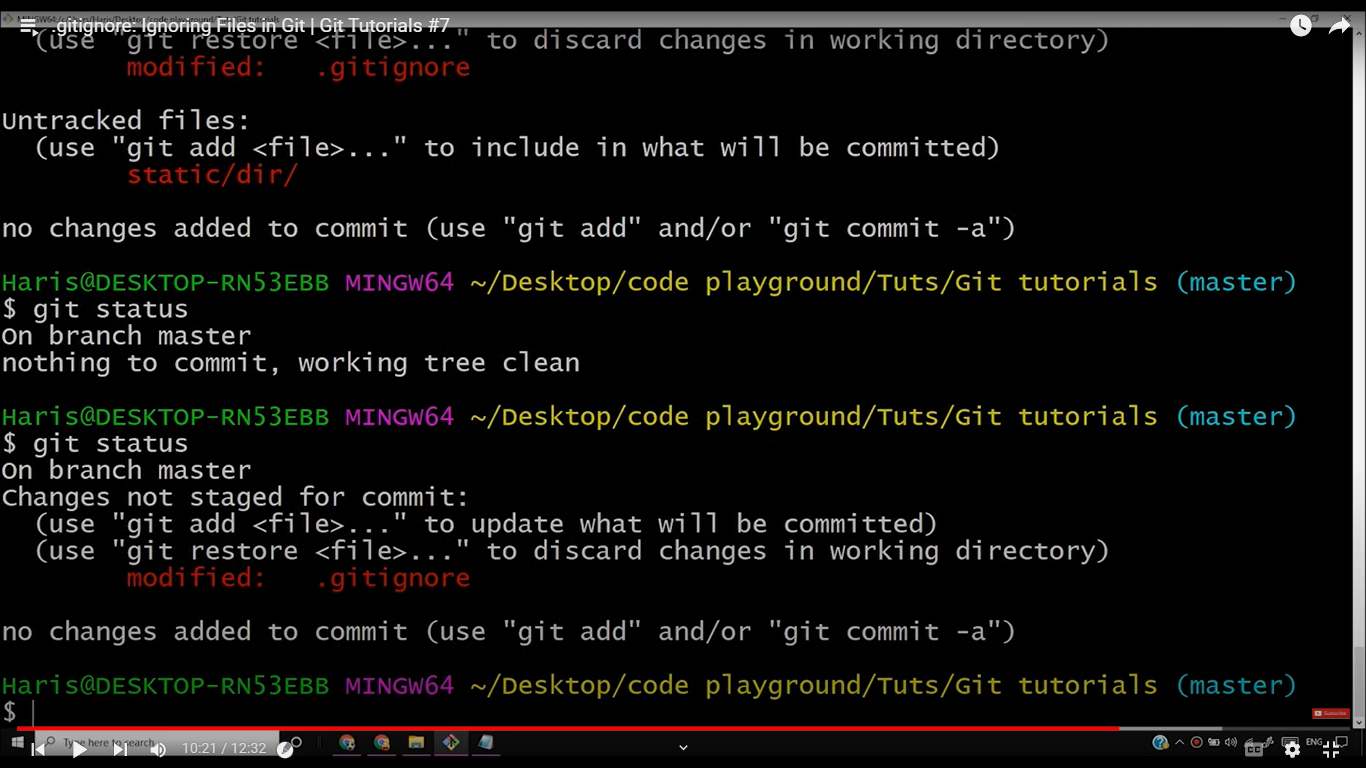 .gitignore: Ignoring Files in Git | Git Tutorials #7
(use "git restore <file>..." to discard changes in working directory)
modified: .gitignore
Untracked files:
(use "git add <file>..." to include in what will be committed)
static/dir/
no changes added to commit (use "git add" and/or "git commit -a")
Haris@DESKTOP-RN53EBB MINGW64 ~/Desktop/code playground/Tuts/Git tutorials (master)
$ git status
On branch master
nothing to commit, working tree clean
Haris@DESKTOP-RN53EBB MINGW64 ~/Desktop/code playground/Tuts/Git tutorials (master)
$ git status
On branch master
Changes not staged for commit:
(use "git add <file>..." to update what will be committed)
(use "git restore <file>..." to discard changes in working directory)
modified: .gitignore
no changes added to commit (use "git add" and/or "git commit -a")
Haris@DESKTOP-RN53EBB MINGW64 ~/Desktop/code playground/Tuts/Git tutorials (master)
$
Subscribe
Type here to search
10:21 / 12:32
ENG
CC